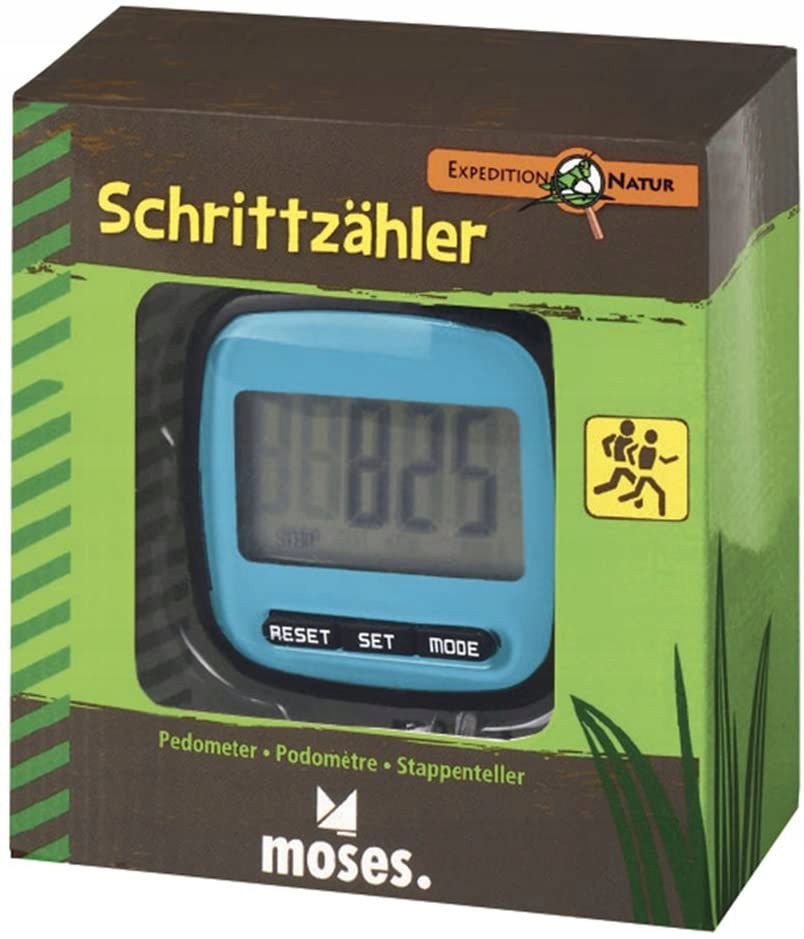 EXPEDITION NATUR
Schrittzähler
825
STEP
RESET SET MODE
Pedometer • Podomètre • Stappenteller
moses.